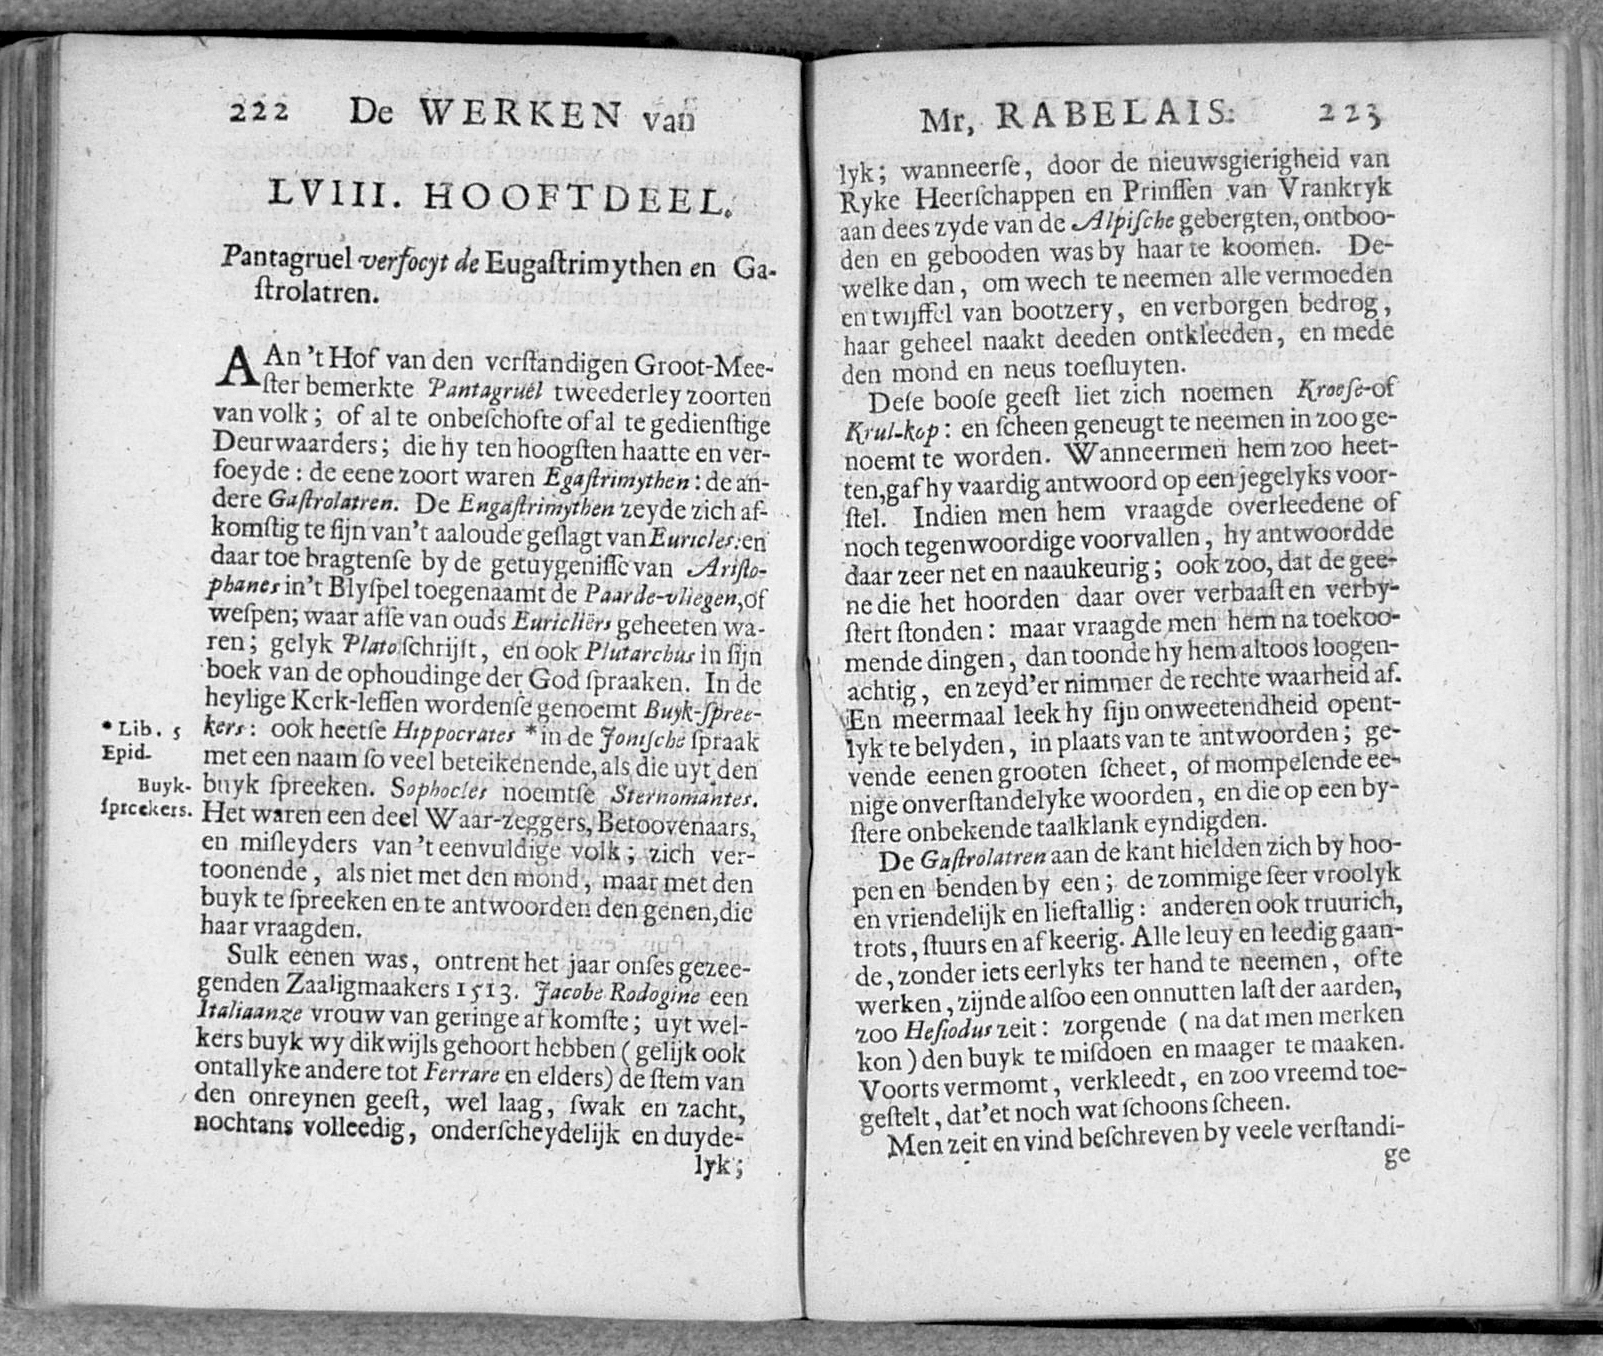 222 De WERKEN van
LVIII. HOOFTDEEL.
Pantagruel verfocyt de Eugaſtrimythen en Ga-
ſtrolatren.
AAn 't Hof van den verſtandigen Groot-Mee-
ſter bemerkte Pantagruel tweederley zoorten
van volk; of al te onbeſchofte of al te gedienſtige
Deurwaarders; die hy ten hoogſten haatte en ver-
foeyde: de eene zoort waren Egaſtrimythen: de an-
dere Gaſtrolatren. De Engaſtrimythen zeyde zich af-
komſtig te ſijn van 't aaloude geſlagt van Euricles: en
daar toe bragtenſe by de getuygeniſſe van Ariſto-
phanes in 't Blyſpel toegenaamt de Paarde-vliegen, of
weſpen; waar aſſe van ouds Euricliërs geheeten wa-
ren; gelyk Plato ſchrijft, en ook Plutarchus in ſijn
boek van de ophoudinge der God ſpraaken. In de
heylige Kerk-leſſen wordenſe genoemt Buyk-ſpree-
* Lib. 5
Epid.
kers: ook heetſe Hippocrates * in de Jonſche ſpraak
met een naam ſo veel beteikenende, als die uyt den
Buyk-
ſpreekers.
buyk ſpreeken. Sophocles noemtſe Sternomantes.
Het waren een deel Waar-zeggers, Betoovenaars,
en miſleyders van 't eenvuldige volk; zich ver-
toonende, als niet met den mond, maar met den
buyk te ſpreeken en te antwoorden den genen, die
haar vraagden.
Sulk eenen was, ontrent het jaar onſes gezee-
genden Zaaligmaakers 1513. Jacobe Rodogine een
Italiaanze vrouw van geringe af komſte; uyt wel-
kers buyk wy dikwijls gehoort hebben (gelijk ook
ontallyke andere tot Ferrare en elders) de ſtem van
den onreynen geeſt, wel laag, ſwak en zacht,
nochtans volleedig, onderſcheydelijk en duyde-
lyk;
Mr, RABELAIS: 223
lyk; wanneerſe, door de nieuwsgierigheid van
Ryke Heerſchappen en Prinſſen van Vrankryk
aan dees zyde van de Alpiſche gebergten, ontboo-
den en gebooden was by haar te koomen. De-
welke dan, om wech te neemen alle vermoeden
en twijffel van bootzery, en verborgen bedrog,
haar geheel naakt deeden ontkleeden, en mede
den mond en neus toeſluyten.
Deſe booſe geeſt liet zich noemen Kroeſe-of
Krul-kop: en ſcheen geneugt te neemen in zoo ge-
noemt te worden. Wanneermen hem zoo heet-
ten, gaf hy vaardig antwoord op een jegelyks voor-
ſtel. Indien men hem vraagde overleedene of
noch tegenwoordige voorvallen, hy antwoordde
daar zeer net en naaukeurig; ook zoo, dat de gee-
ne die het hoorden daar over verbaaſt en verby-
ſtert ſtonden: maar vraagde men hem na toekoo-
mende dingen, dan toonde hy hem altoos loogen-
achtig, en zeyd'er nimmer de rechte waarheid af.
En meermaal leek hy ſijn onweetendheid opent-
lyk te belyden, in plaats van te antwoorden; ge-
vende eenen grooten ſcheet, of mompelende ee-
nige onverſtandelyke woorden, en die op een by-
ſtere onbekende taalklank eyndigden.
De Gaſtrolatren aan de kant hielden zich by hoo-
pen en benden by een; de zommige ſeer vroolyk
en vriendelijk en lieftallig: anderen ook truurich,
trots, ſtuurs en af keerig. Alle leuy en leedig gaan-
de, zonder iets eerlyks ter hand te neemen, ofte
werken, zijnde alſoo een onnutten laſt der aarden,
zoo Heſiodus zeit: zorgende (na dat men merken
kon) den buyk te miſdoen en maager te maaken.
Voorts vermomt, verkleedt, en zoo vreemd toe-
geſtelt, dat'et noch wat ſchoons ſcheen.
Men zeit en vind beſchreven by veele verſtandi-
ge